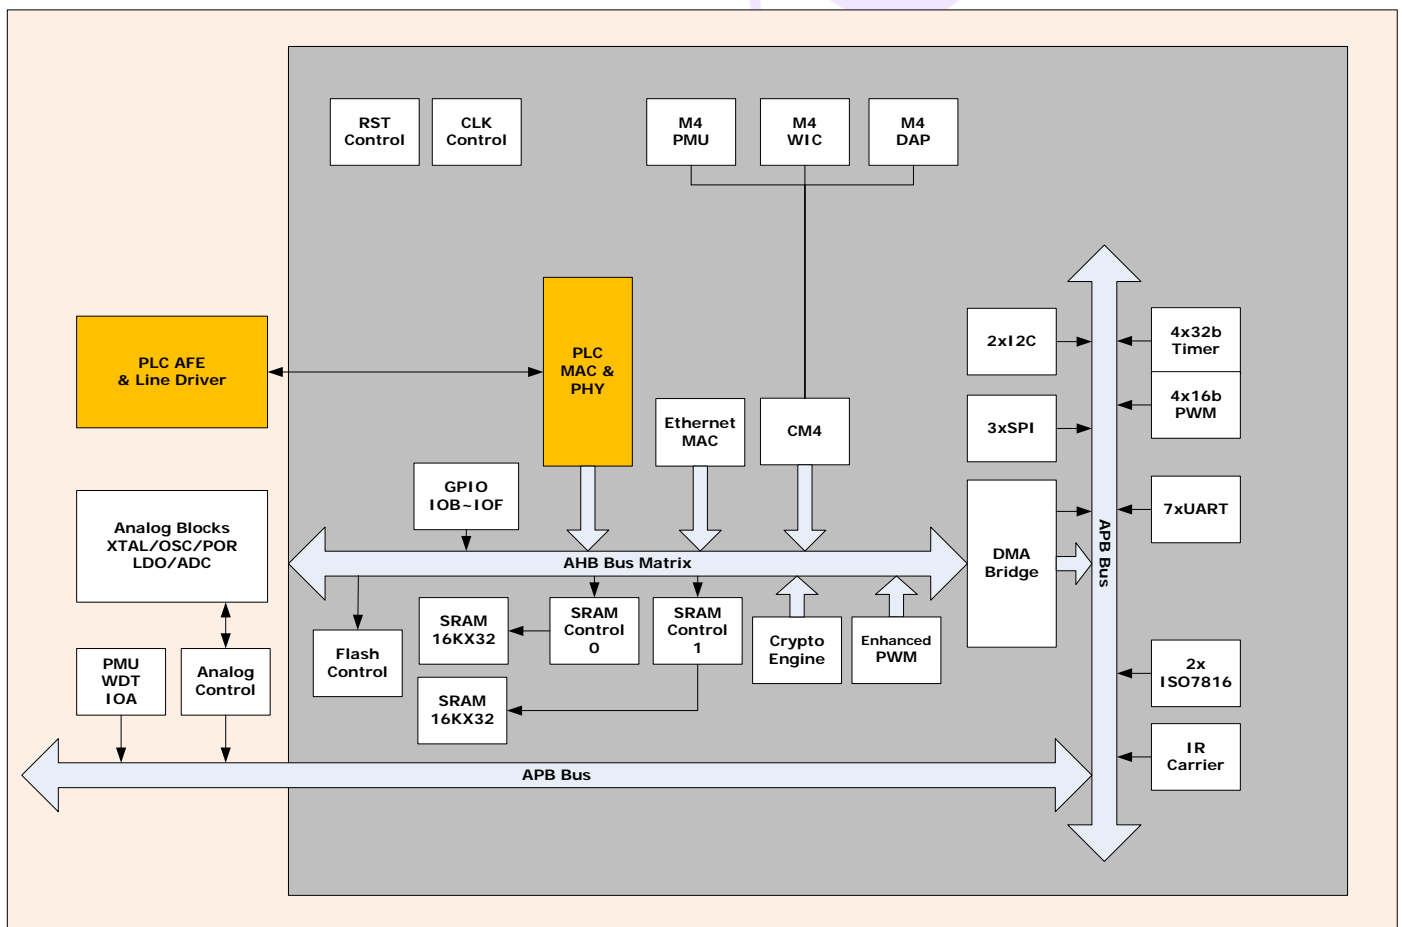 RST
Control
CLK
Control
M4
PMU
M4
WIC
M4
DAP
PLC AFE
& Line Driver
PLC
MAC &
PHY
Ethernet
MAC
CM4
2xI2C
4x32b
Timer
3xSPI
4x16b
PWM
GPIO
IOB~IOF
7xUART
Analog Blocks
XTAL/OSC/POR
LDO/ADC
AHB Bus Matrix
DMA
Bridge
APB Bus
SRAM
16KX32
SRAM
Control
0
SRAM
Control
1
Flash
Control
Crypto
Engine
Enhanced
PWM
PMU
WDT
IOA
Analog
Control
SRAM
16KX32
2x
ISO7816
IR
Carrier
APB Bus